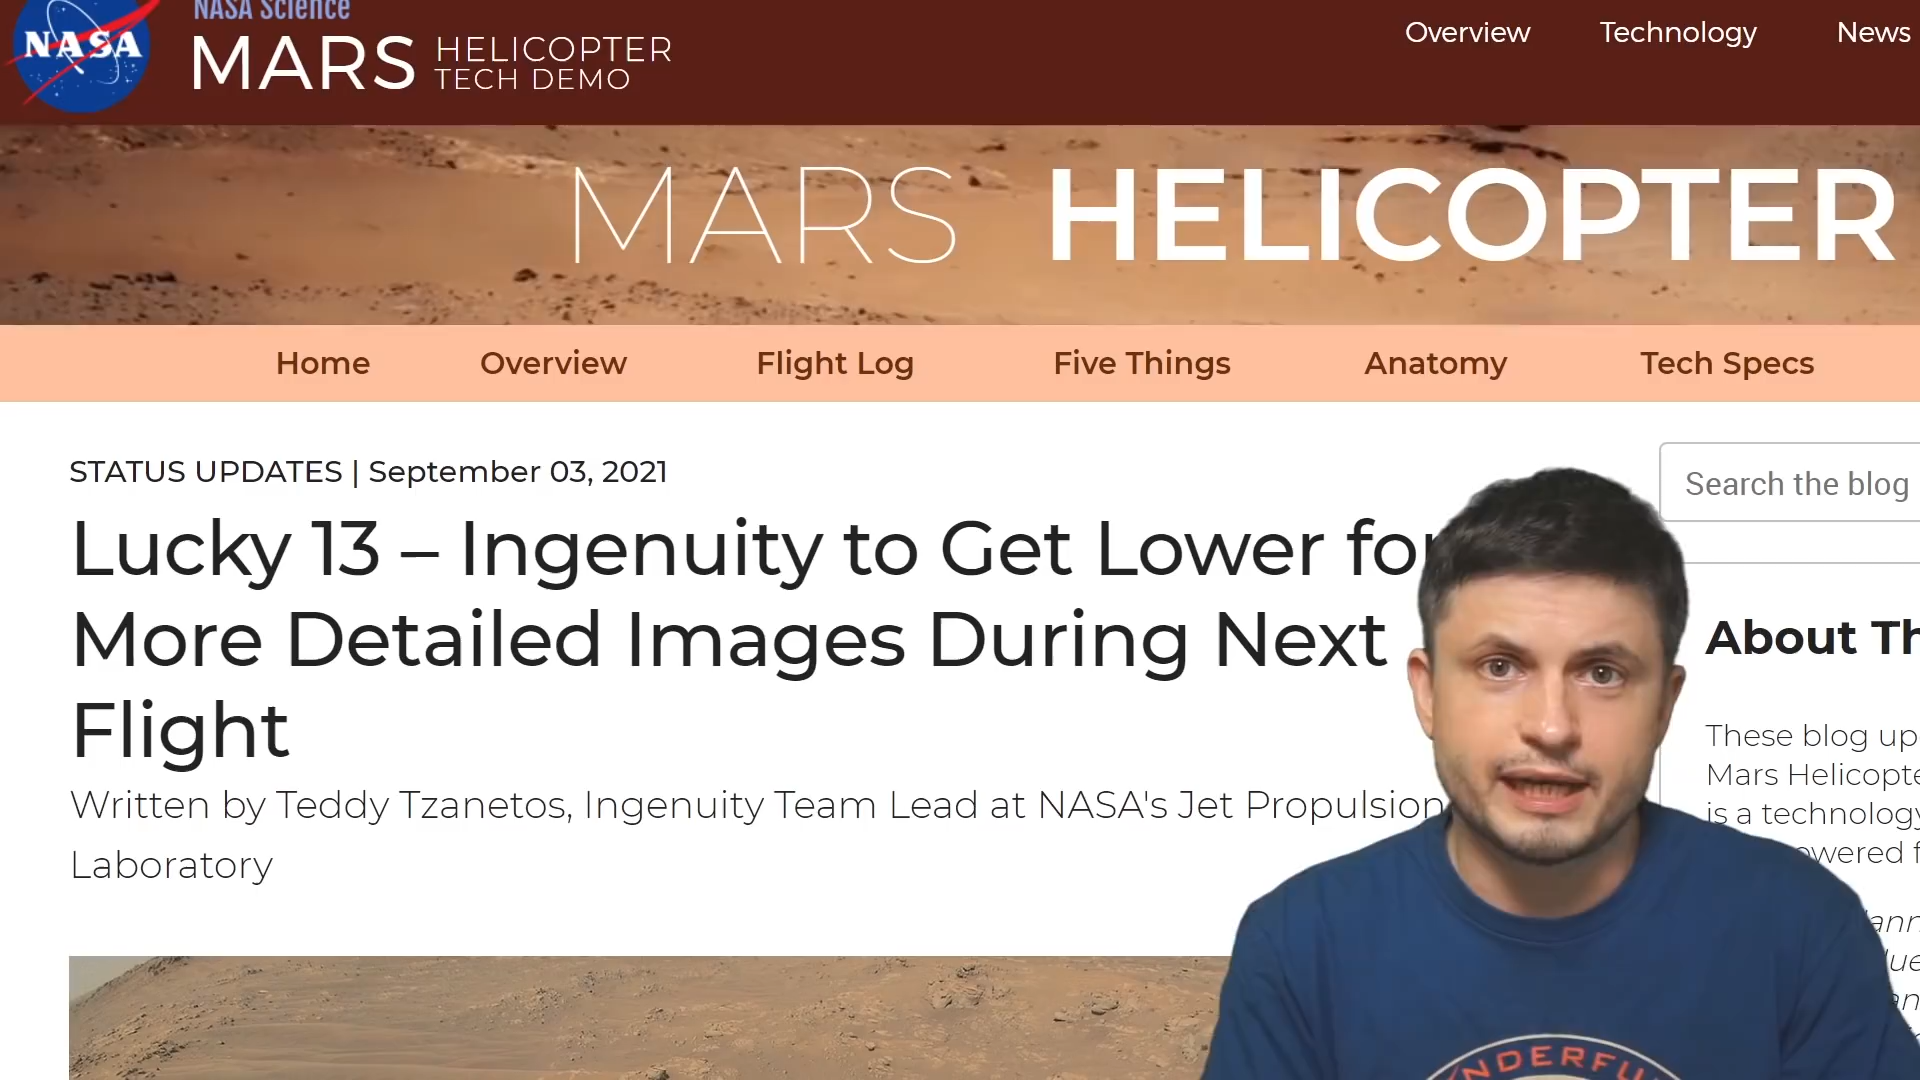 NASA Science
NASA
MARS HELICOPTER
TECH DEMO
Overview Technology News
MARS HELICOPTER
Home Overview Flight Log Five Things Anatomy Tech Specs
STATUS UPDATES | September 03, 2021
Search the blog
Lucky 13 – Ingenuity to Get Lower for
More Detailed Images During Next
Flight
Written by Teddy Tzanetos, Ingenuity Team Lead at NASA's Jet Propulsion
Laboratory
About Th
These blog up
Mars Helicopte
is a technology
owered f
NDERFU